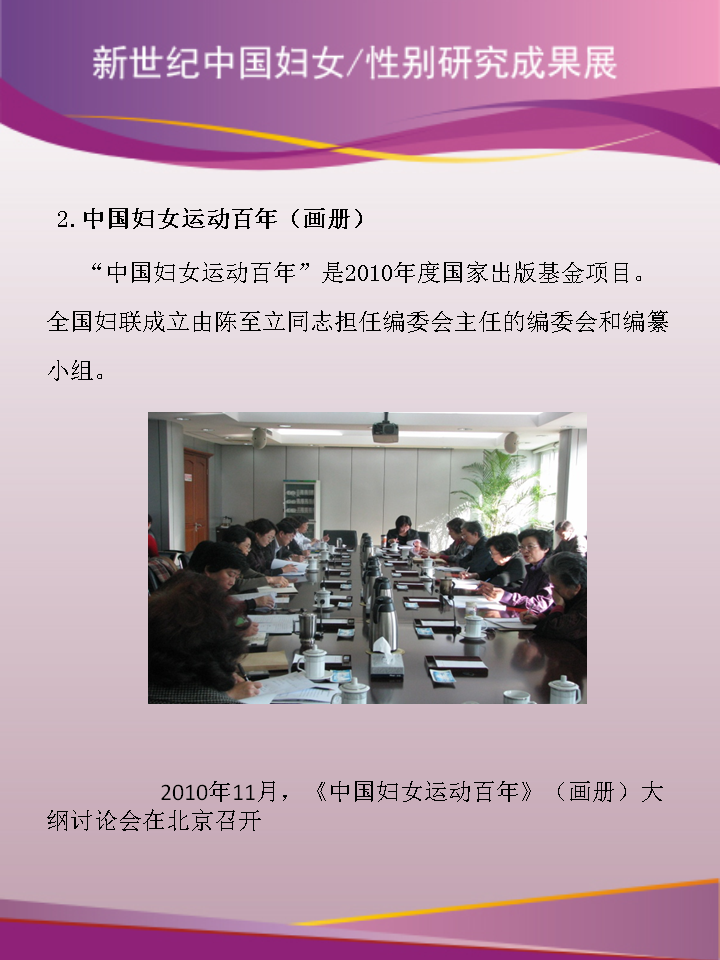 新世纪中国妇女/性别研究成果展
2.中国妇女运动百年（画册）
“中国妇女运动百年”是2010年度国家出版基金项目。
全国妇联成立由陈至立同志担任编委会主任的编委会和编纂
小组。
2010年11月，《中国妇女运动百年》（画册）大
纲讨论会在北京召开